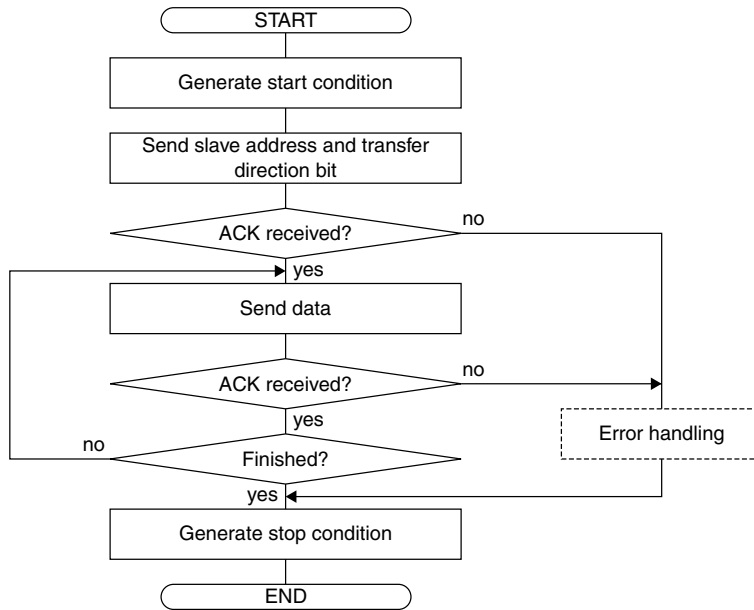 START
Generate start condition
Send slave address and transfer
direction bit
ACK received?
no
yes
Send data
ACK received?
no
yes
Error handling
no
Finished?
yes
Generate stop condition
END